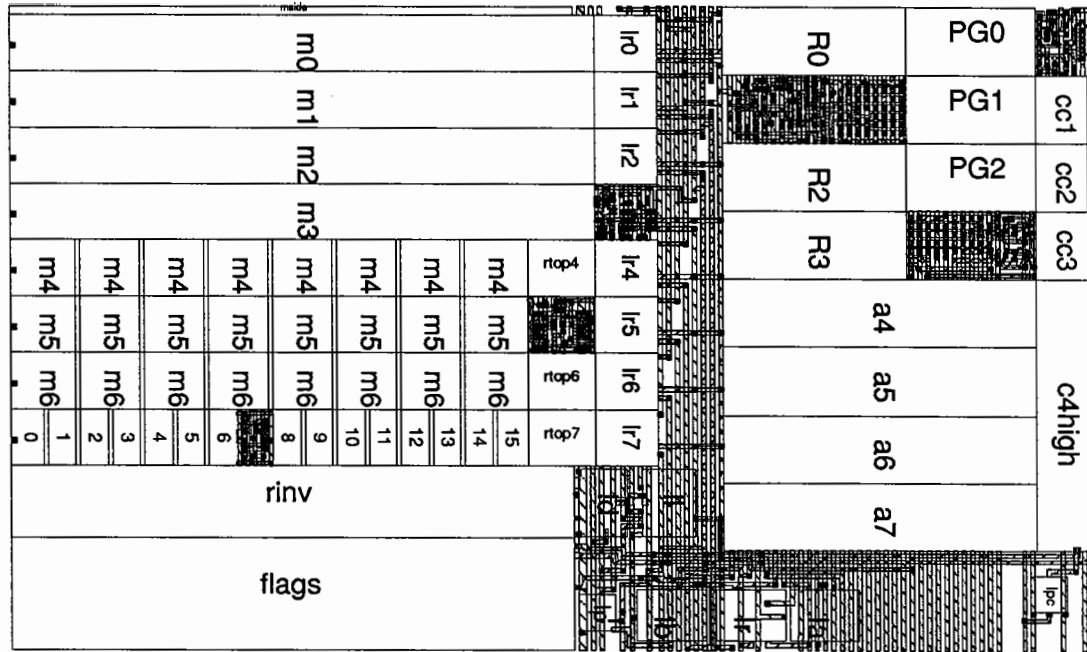 mside
m0 lr0 R0 PG0
m1 lr1 PG1 cc1
m2 lr2 R2 PG2 cc2
m3 R3 cc3
m4 m4 m4 m4 m4 m4 m4 m4 rtop4 lr4 a4
m5 m5 m5 m5 m5 m5 m5 m5 lr5 a5
m6 m6 m6 m6 m6 m6 m6 m6 rtop6 lr6 c4high
0 1 2 3 4 5 6 8 9 10 11 12 13 14 15 rtop7 lr7 a6
rinv a7
flags lpc